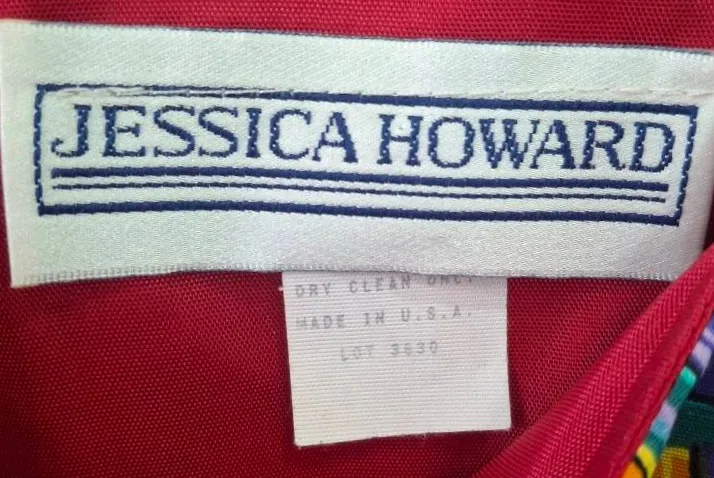 JESSICA HOWARD
DRY CLEAN ONLY
MADE IN U.S.A.
LOT 3630